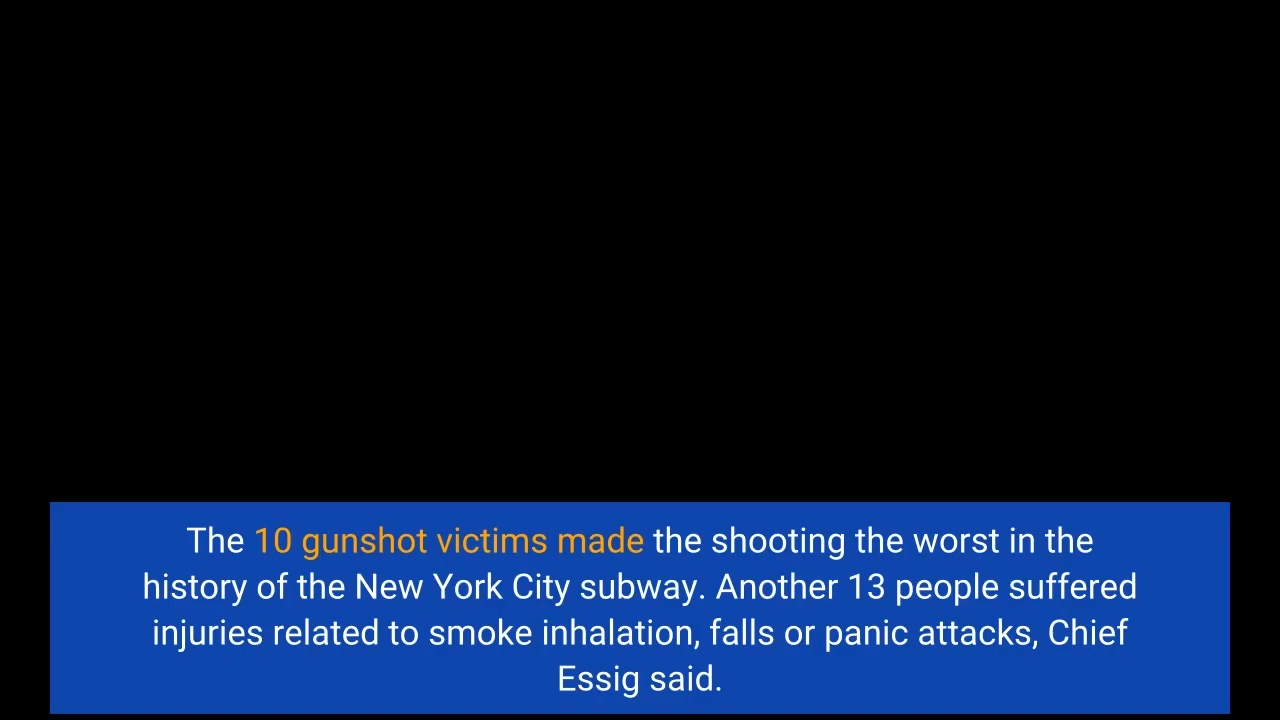 The 10 gunshot victims made the shooting the worst in the
history of the New York City subway. Another 13 people suffered
injuries related to smoke inhalation, falls or panic attacks, Chief
Essig said.